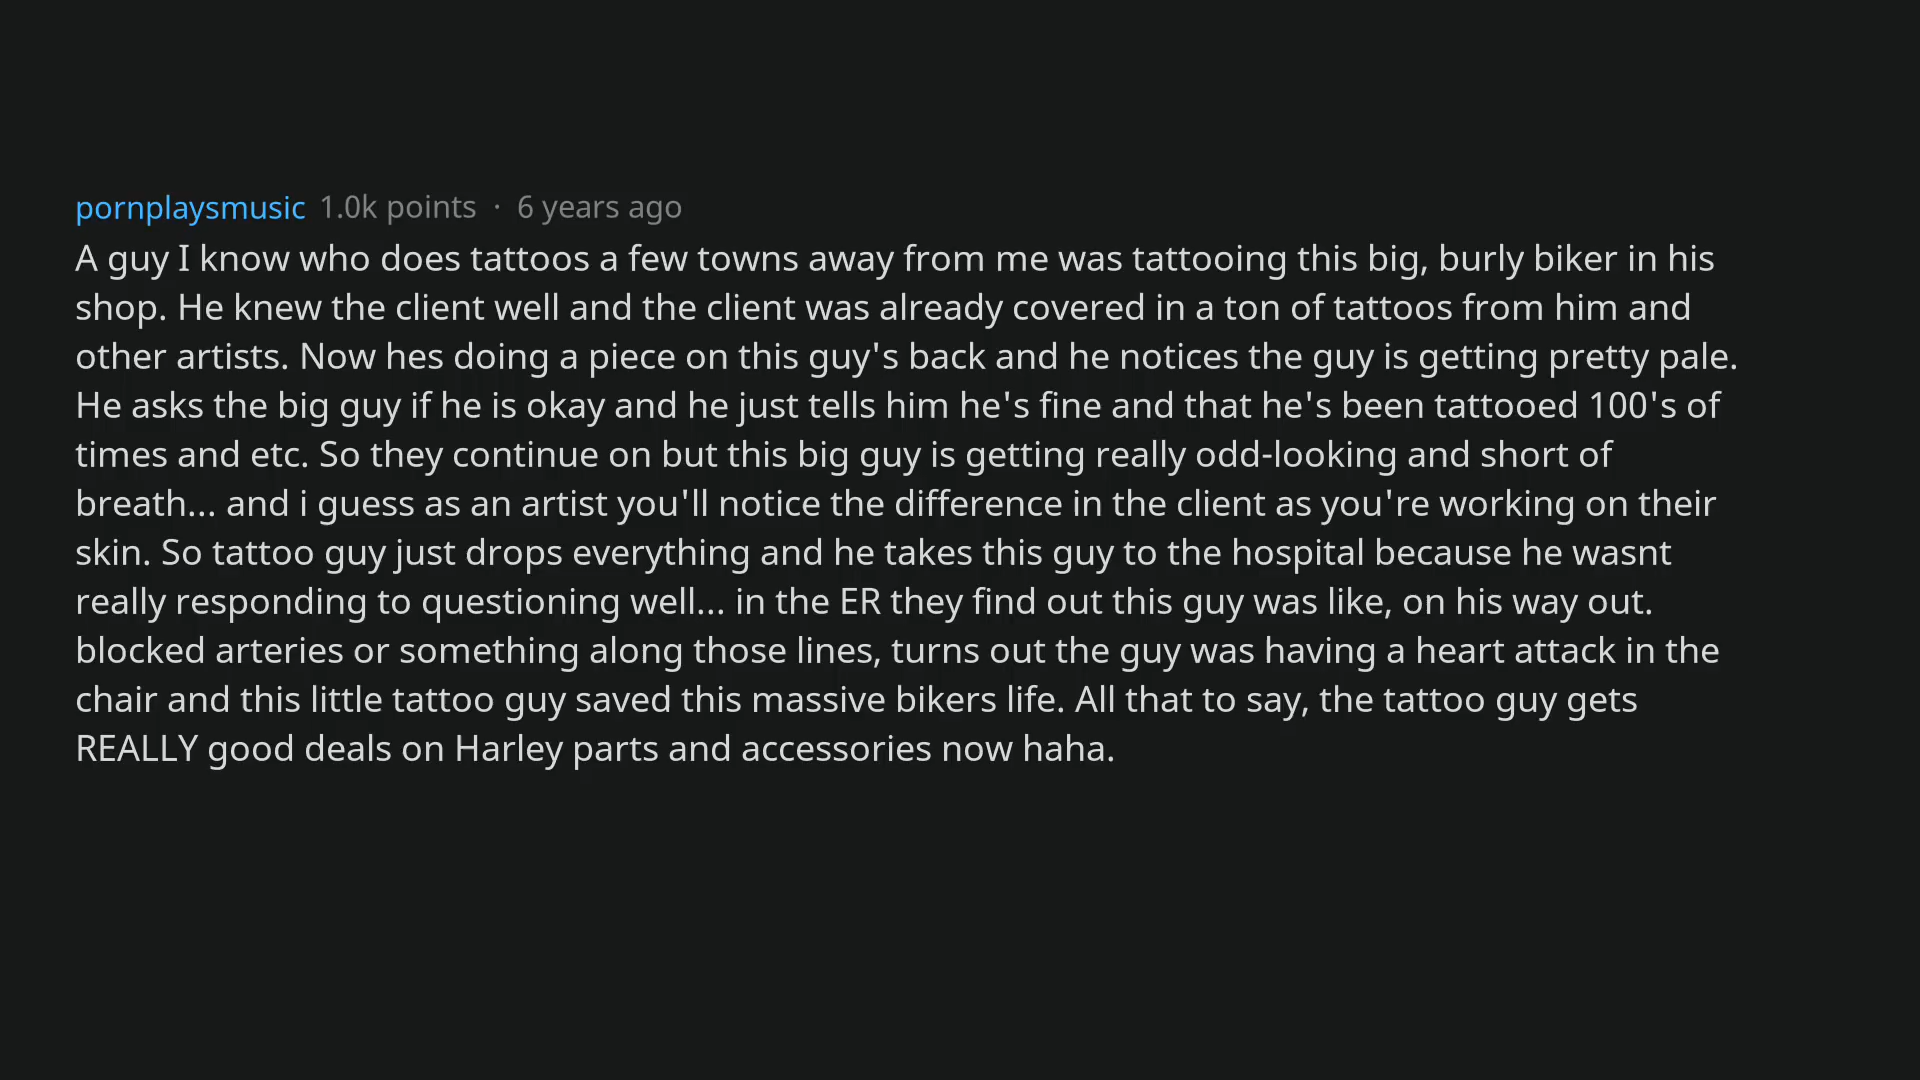 pornplaysmusic 1.0k points · 6 years ago
A guy I know who does tattoos a few towns away from me was tattooing this big, burly biker in his
shop. He knew the client well and the client was already covered in a ton of tattoos from him and
other artists. Now hes doing a piece on this guy's back and he notices the guy is getting pretty pale.
He asks the big guy if he is okay and he just tells him he's fine and that he's been tattooed 100's of
times and etc. So they continue on but this big guy is getting really odd-looking and short of
breath... and i guess as an artist you'll notice the difference in the client as you're working on their
skin. So tattoo guy just drops everything and he takes this guy to the hospital because he wasnt
really responding to questioning well... in the ER they find out this guy was like, on his way out.
blocked arteries or something along those lines, turns out the guy was having a heart attack in the
chair and this little tattoo guy saved this massive bikers life. All that to say, the tattoo guy gets
REALLY good deals on Harley parts and accessories now haha.